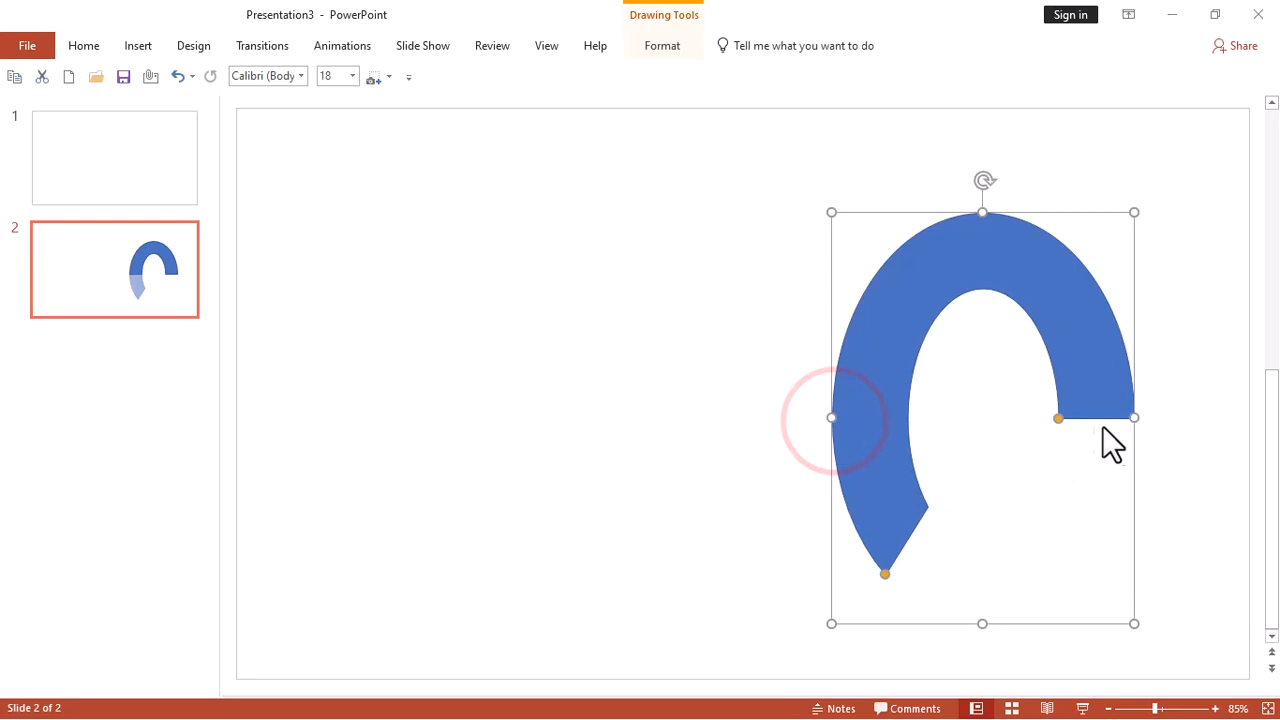 Presentation3 - PowerPoint
Drawing Tools
Sign in
File
Home
Insert
Design
Transitions
Animations
Slide Show
Review
View
Help
Format
Tell me what you want to do
Share
Calibri (Body
18
1
2
Slide 2 of 2
Notes
Comments
85%